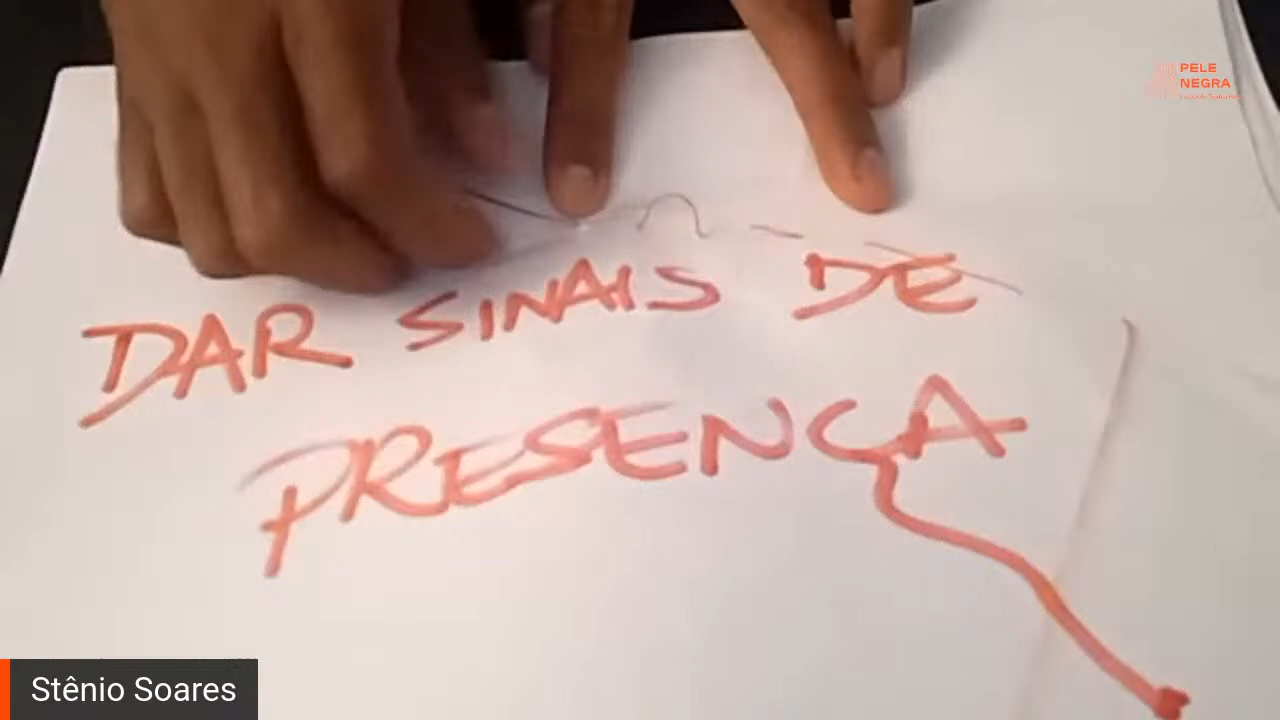 PELE
NEGRA
DAR SINAIS DE
PRESENÇA
Stênio Soares